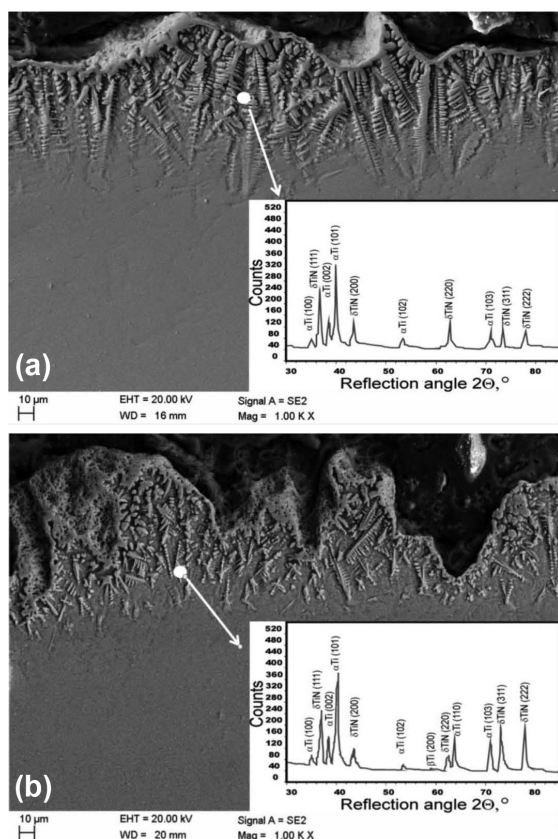 520
480
440
400
360
320
280
240
200
160
120
80
40
0
Counts
αTi (100)
δTiN (111)
αTi (002)
αTi (101)
δTiN (200)
αTi (102)
δTiN (220)
αTi (103)
δTiN (311)
δTiN (222)
30 40 50 60 70 80
Reflection angle 2Θ,°
(a)
10 µm
EHT = 20.00 kV Signal A = SE2
WD = 16 mm Mag = 1.00 K X
520
480
440
400
360
320
280
240
200
160
120
80
40
0
Counts
αTi (100)
δTiN (111)
αTi (002)
αTi (101)
δTiN (200)
αTi (102)
βTi (200)
δTiN (220)
αTi (110)
αTi (103)
δTiN (311)
δTiN (222)
30 40 50 60 70 80
Reflection angle 2Θ,°
(b)
10 µm
EHT = 20.00 kV Signal A = SE2
WD = 20 mm Mag = 1.00 K X